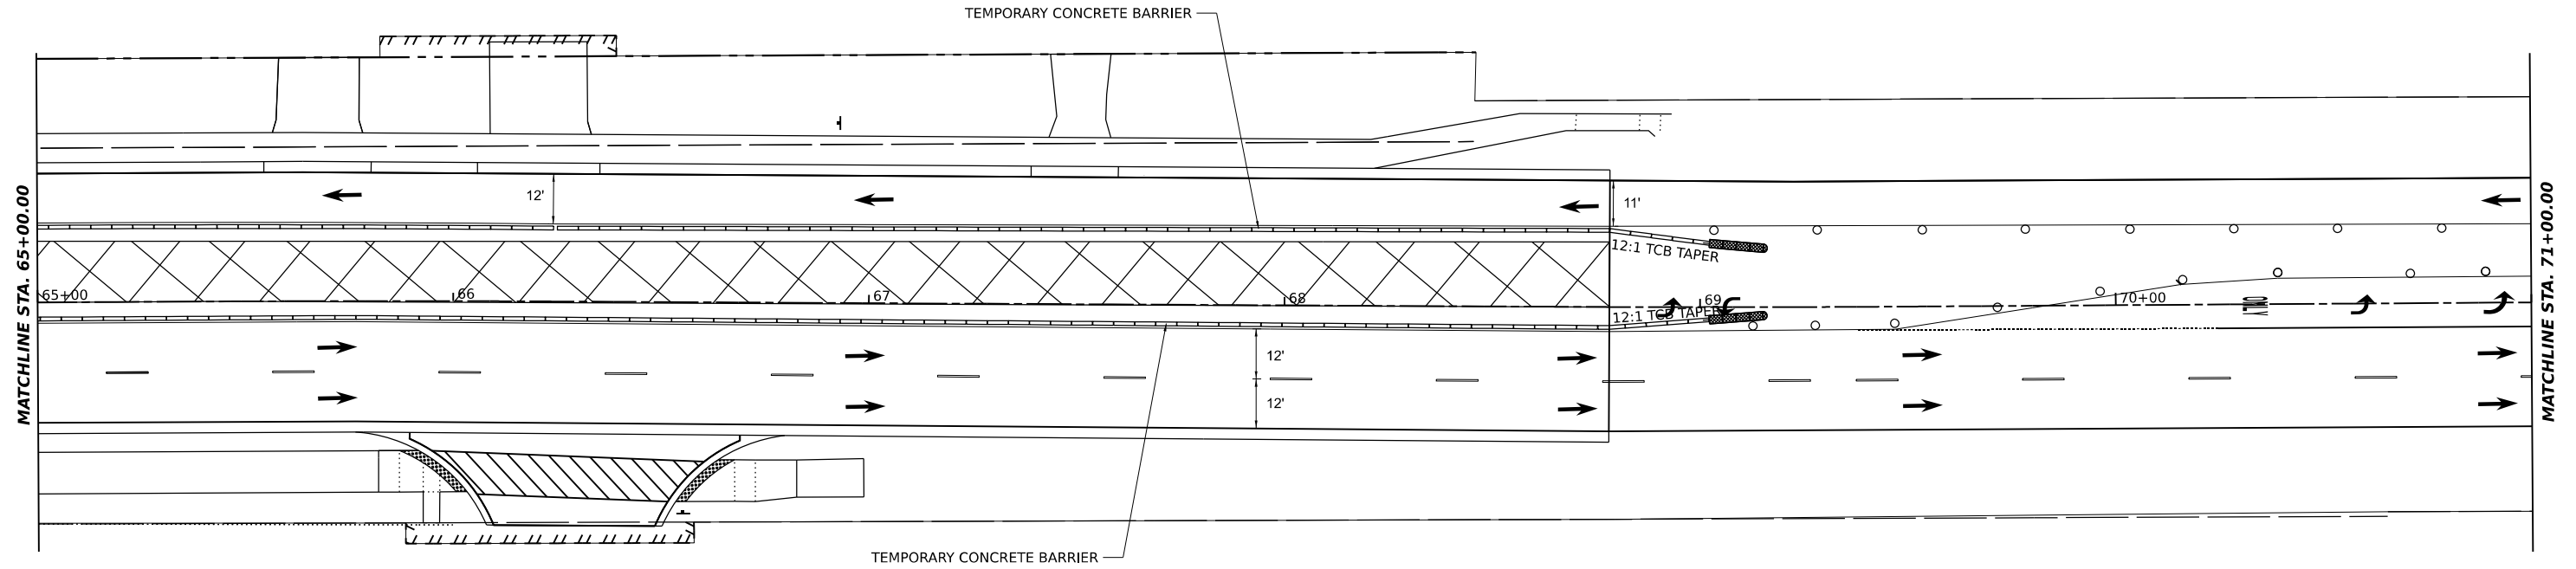 TEMPORARY CONCRETE BARRIER
MATCHLINE STA. 65+00.00
MATCHLINE STA. 71+00.00
12'
11'
12:1 TCB TAPER
65+00
66
67
68
69
70+00
12:1 TCB TAPER
12'
12'
TEMPORARY CONCRETE BARRIER